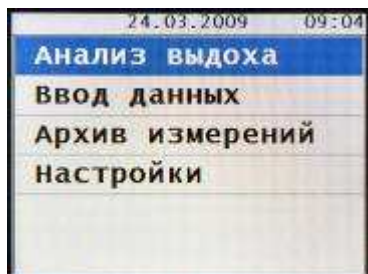 24.03.2009 09:04
Анализ выдоха
Ввод данных
Архив измерений
Настройки